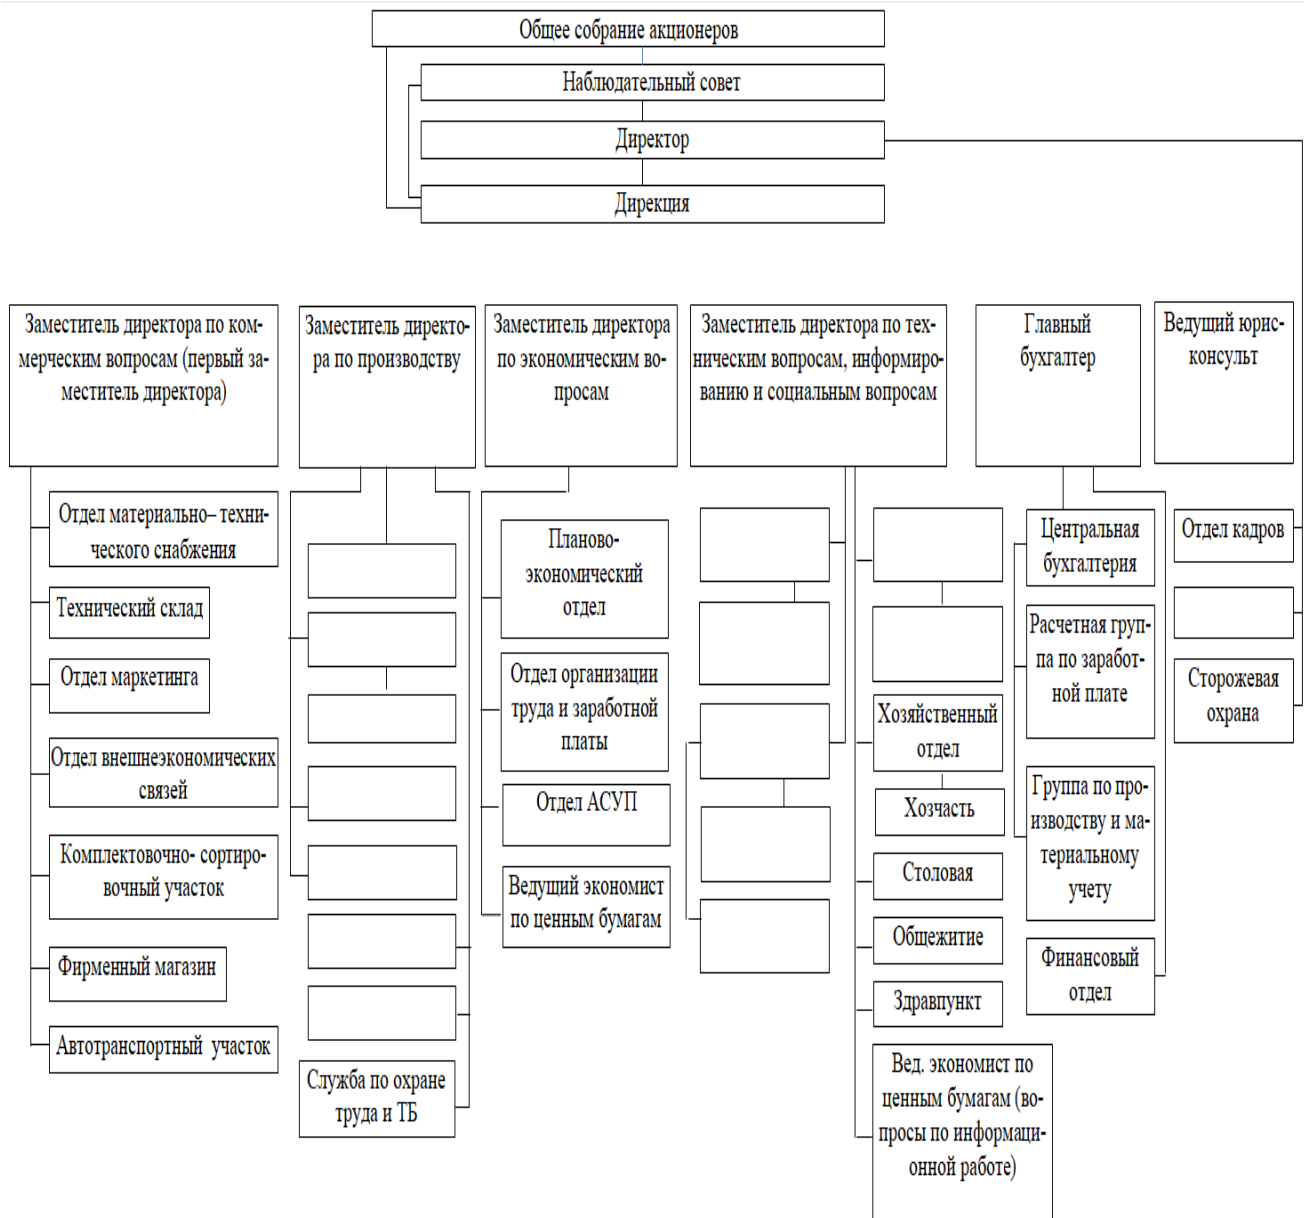 Общее собрание акционеров
Наблюдательный совет
Директор
Дирекция
Заместитель директора по ком-
мерческим вопросам (первый за-
меститель директора)
Заместитель директо-
ра по производству
Заместитель директора
по экономическим во-
просам
Заместитель директора по тех-
ническим вопросам, информиро-
ванию и социальным вопросам
Главный
бухгалтер
Ведущий юрис-
консульт
Отдел материально– техни-
ческого снабжения
Технический склад
Отдел маркетинга
Отдел внешнеэкономических
связей
Комплектовочно- сортиро-
вочный участок
Фирменный магазин
Автотранспортный участок
Служба по охране
труда и ТБ
Планово-
экономический
отдел
Отдел организации
труда и заработной
платы
Отдел АСУП
Ведущий экономист
по ценным бумагам
Хозяйственный
отдел
Хозчасть
Столовая
Общежитие
Здравпункт
Вед. экономист по
ценным бумагам (во-
просы по информаци-
онной работе)
Центральная
бухгалтерия
Расчетная груп-
па по заработ-
ной плате
Группа по про-
изводству и ма-
териальному
учету
Финансовый
отдел
Отдел кадров
Сторожевая
охрана